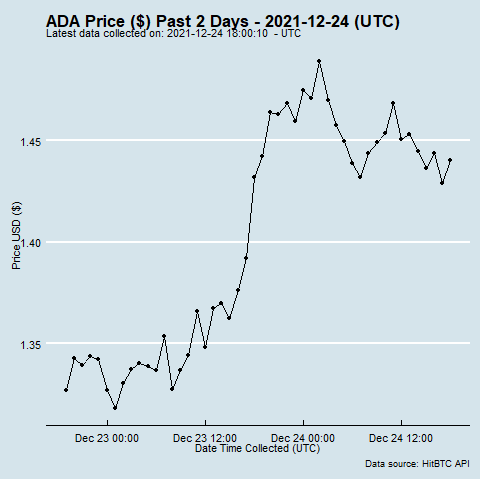 ADA Price ($) Past 2 Days - 2021-12-24 (UTC)
Latest data collected on: 2021-12-24 18:00:10 - UTC
1.45
1.40
1.35
Price USD ($)
Dec 23 00:00
Dec 23 12:00
Dec 24 00:00
Dec 24 12:00
Date Time Collected (UTC)
Data source: HitBTC API